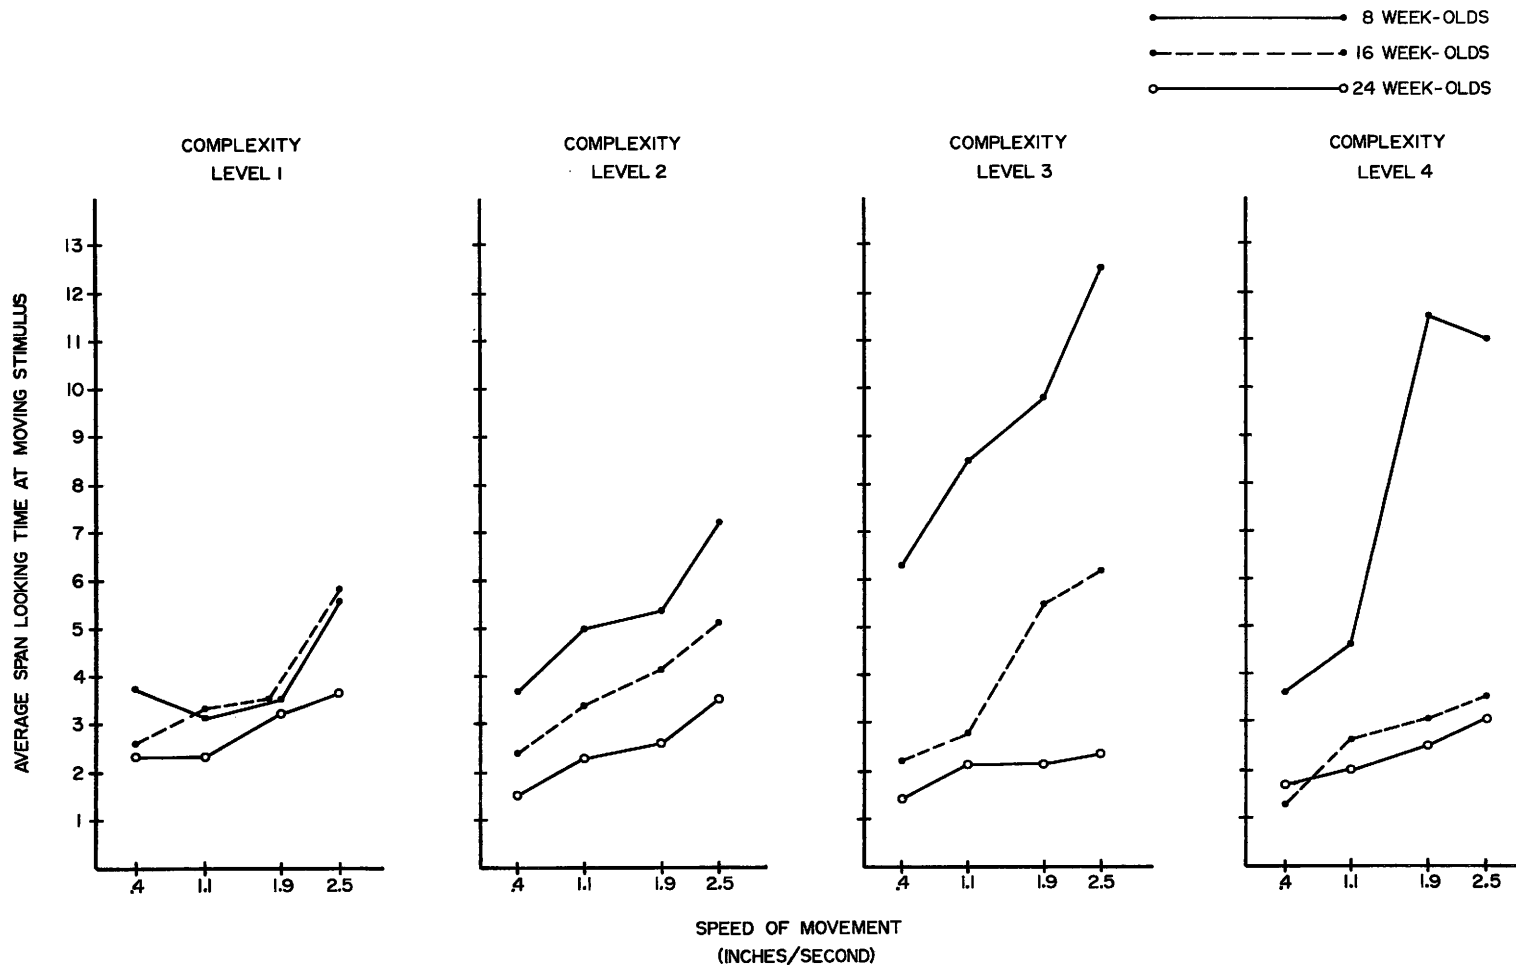 8 WEEK-OLDS
16 WEEK-OLDS
24 WEEK-OLDS
COMPLEXITY
LEVEL 1
COMPLEXITY
LEVEL 2
COMPLEXITY
LEVEL 3
COMPLEXITY
LEVEL 4
AVERAGE SPAN LOOKING TIME AT MOVING STIMULUS
13
12
11
10
9
8
7
6
5
4
3
2
1
.4 1.1 1.9 2.5
.4 1.1 1.9 2.5
.4 1.1 1.9 2.5
.4 1.1 1.9 2.5
SPEED OF MOVEMENT
(INCHES/SECOND)